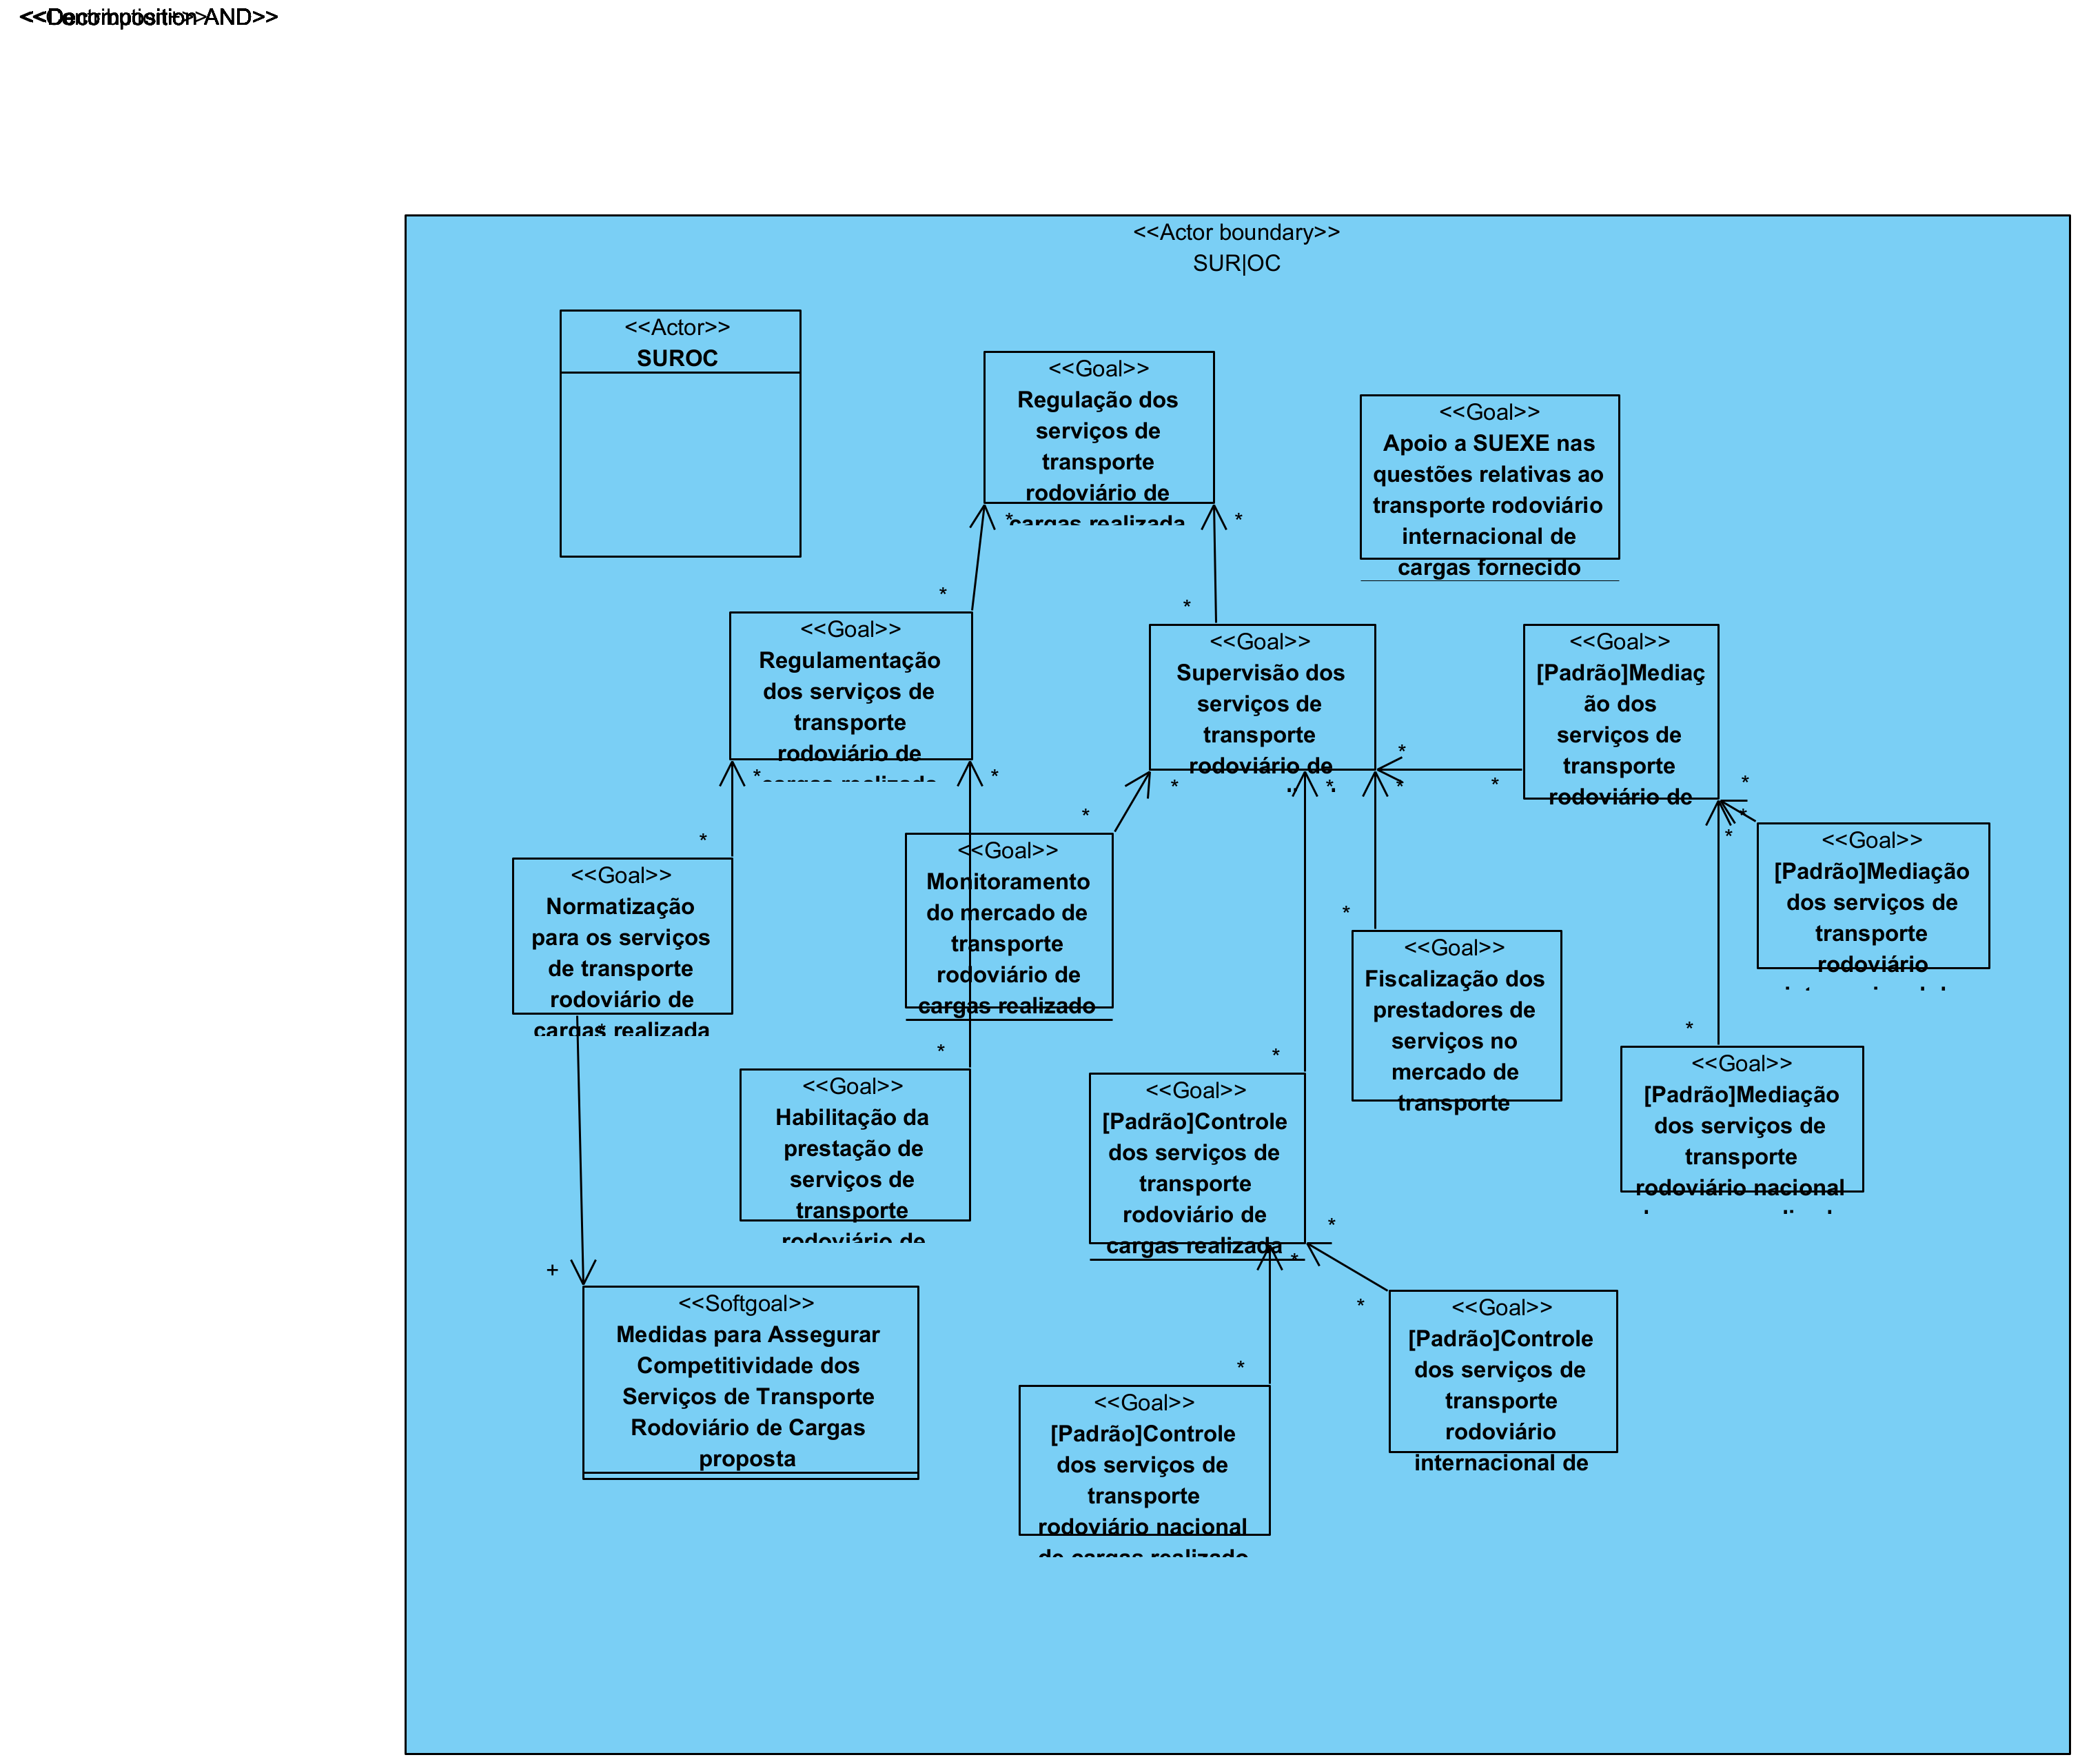 <<Decomposition AND>>
<<Actor boundary>>
SUR|OC
<<Actor>>
SUROC
<<Goal>>
Regulação dos
serviços de
transporte
rodoviário de
cargas realizada
<<Goal>>
Apoio a SUEXE nas
questões relativas ao
transporte rodoviário
internacional de
cargas fornecido
*
*
*
*
<<Goal>>
Regulamentação
dos serviços de
transporte
rodoviário de
cargas realizada
<<Goal>>
Supervisão dos
serviços de
transporte
rodoviário de
<<Goal>>
[Padrão]Mediaç
ão dos
serviços de
transporte
rodoviário de
*
*
*
*
*
*
*
*
*
*
*
*
*
<<Goal>>
Normatização
para os serviços
de transporte
rodoviário de
cargas realizada
*
<<Goal>>
Monitoramento
do mercado de
transporte
rodoviário de
cargas realizado
<<Goal>>
[Padrão]Mediação
dos serviços de
transporte
rodoviário
*
<<Goal>>
Fiscalização dos
prestadores de
serviços no
mercado de
transporte
*
*
*
<<Goal>>
Habilitação da
prestação de
serviços de
transporte
rodoviário de
<<Goal>>
[Padrão]Controle
dos serviços de
transporte
rodoviário de
cargas realizada
<<Goal>>
[Padrão]Mediação
dos serviços de
transporte
rodoviário nacional
*
*
+
*
*
<<Softgoal>>
Medidas para Assegurar
Competitividade dos
Serviços de Transporte
Rodoviário de Cargas
proposta
<<Goal>>
[Padrão]Controle
dos serviços de
transporte
rodoviário nacional
de cargas realizado
<<Goal>>
[Padrão]Controle
dos serviços de
transporte
rodoviário
internacional de